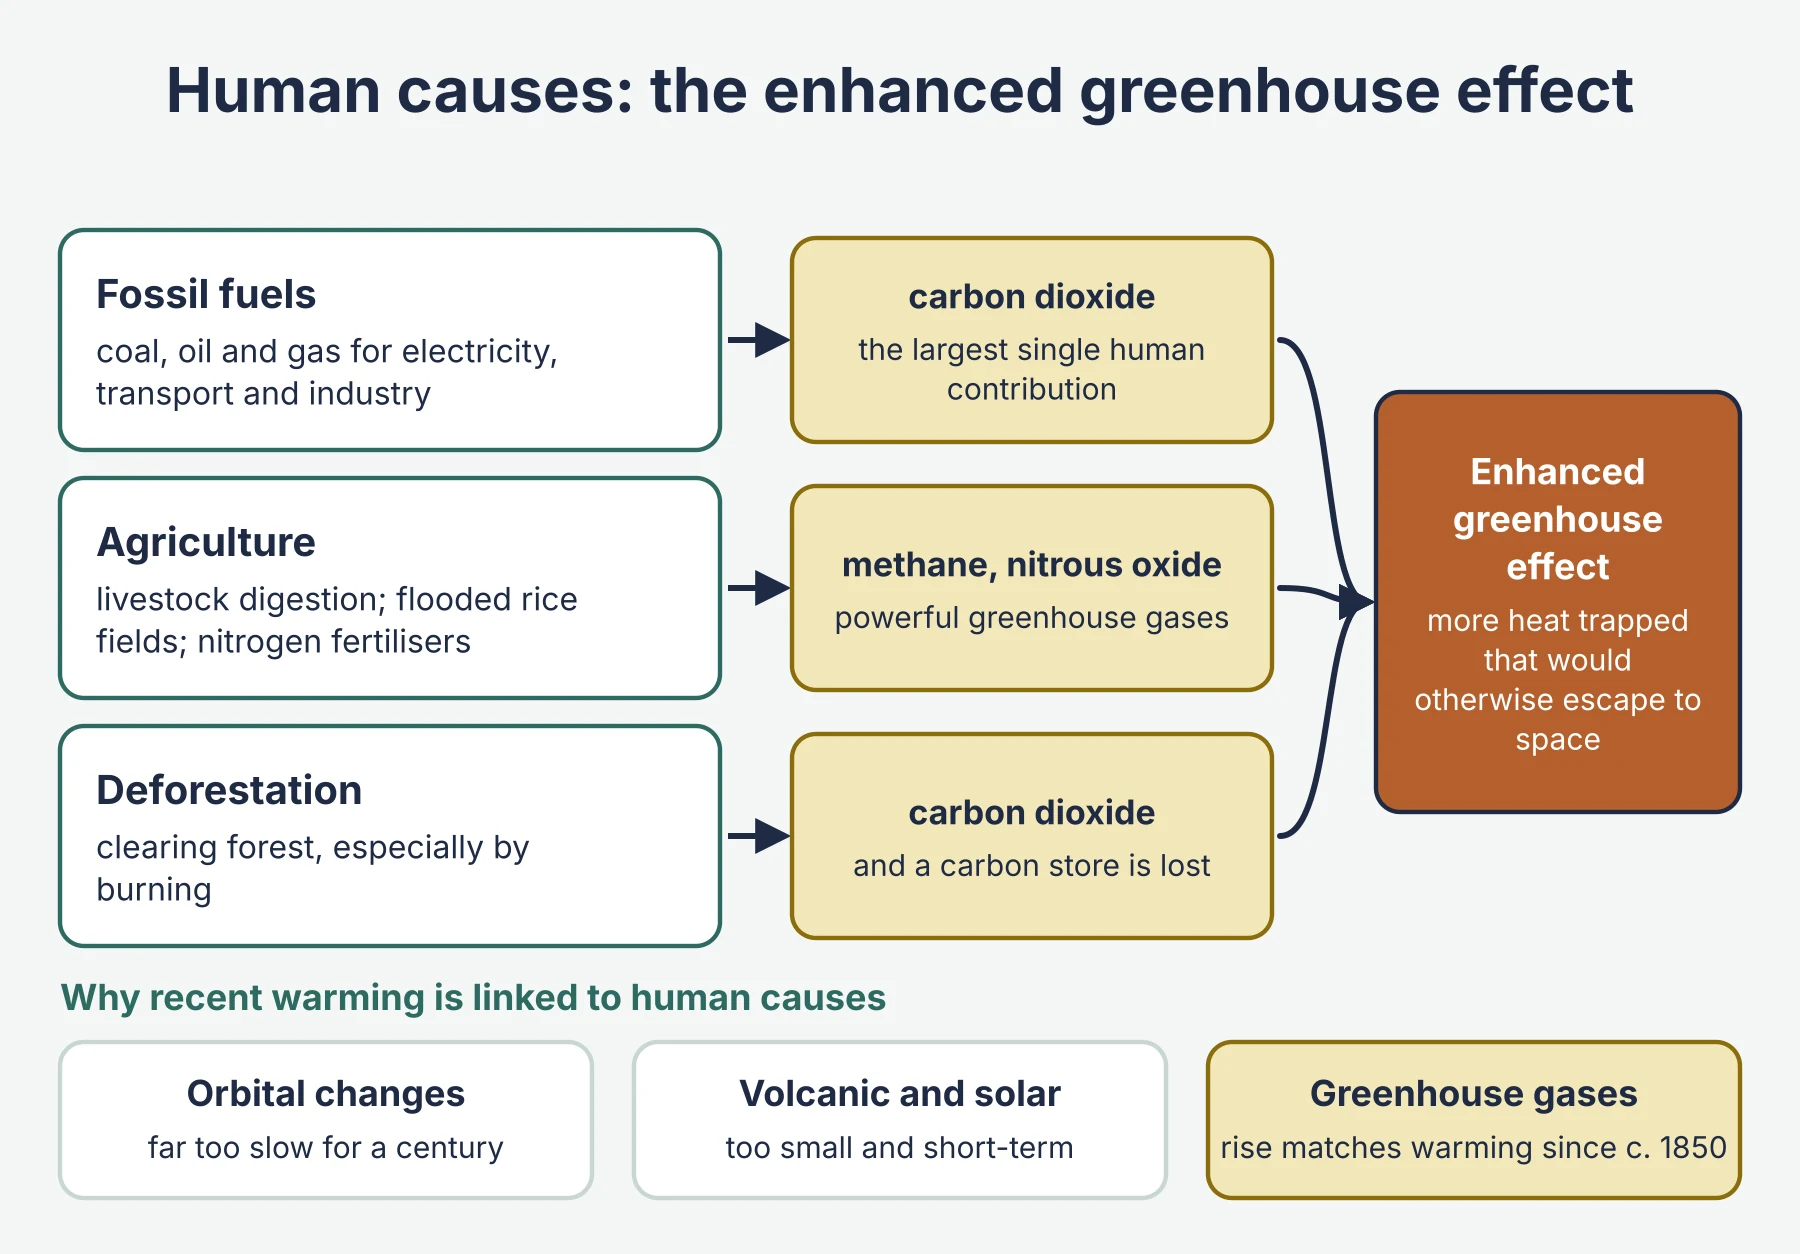 Human causes: the enhanced greenhouse effect
Fossil fuels
coal, oil and gas for electricity,
transport and industry
carbon dioxide
the largest single human
contribution
Agriculture
livestock digestion; flooded rice
fields; nitrogen fertilisers
methane, nitrous oxide
powerful greenhouse gases
Deforestation
clearing forest, especially by
burning
carbon dioxide
and a carbon store is lost
Enhanced
greenhouse
effect
more heat trapped
that would
otherwise escape to
space
Why recent warming is linked to human causes
Orbital changes
far too slow for a century
Volcanic and solar
too small and short-term
Greenhouse gases
rise matches warming since c. 1850